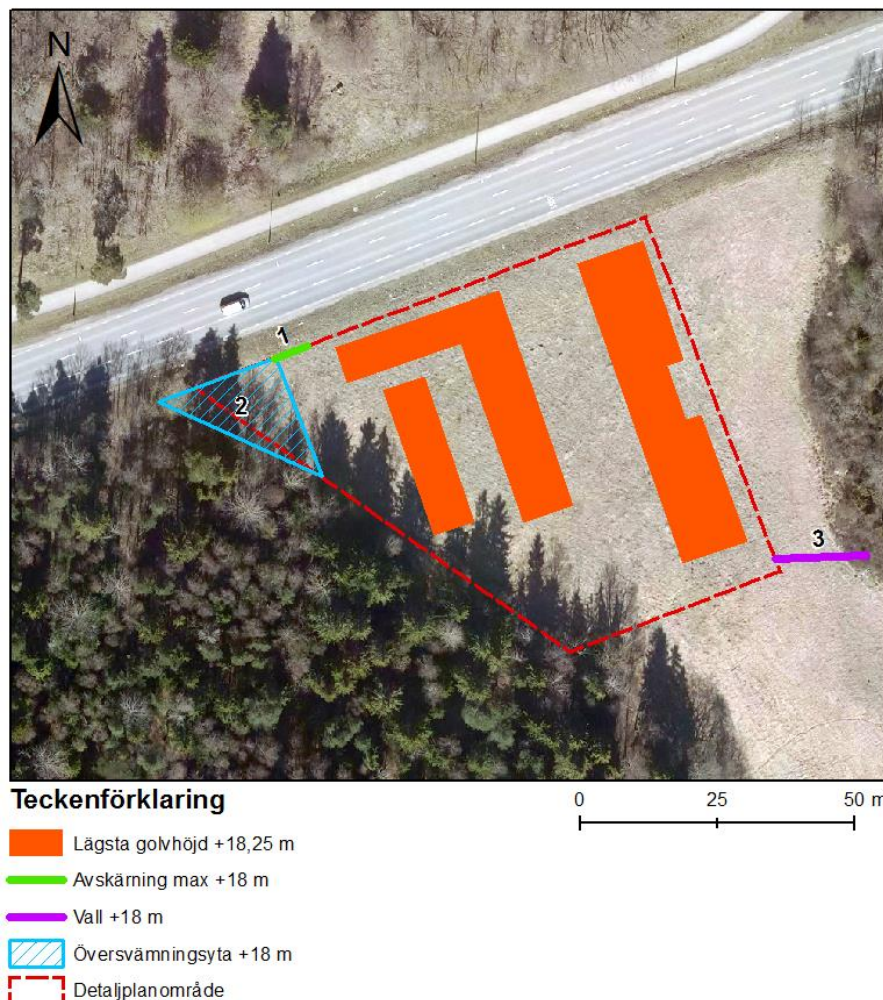 N
1
2
3
Teckenförklaring
0 25 50 m
Lägsta golvhöjd +18,25 m
Avskärning max +18 m
Vall +18 m
Översvämningsyta +18 m
Detaljplanområde